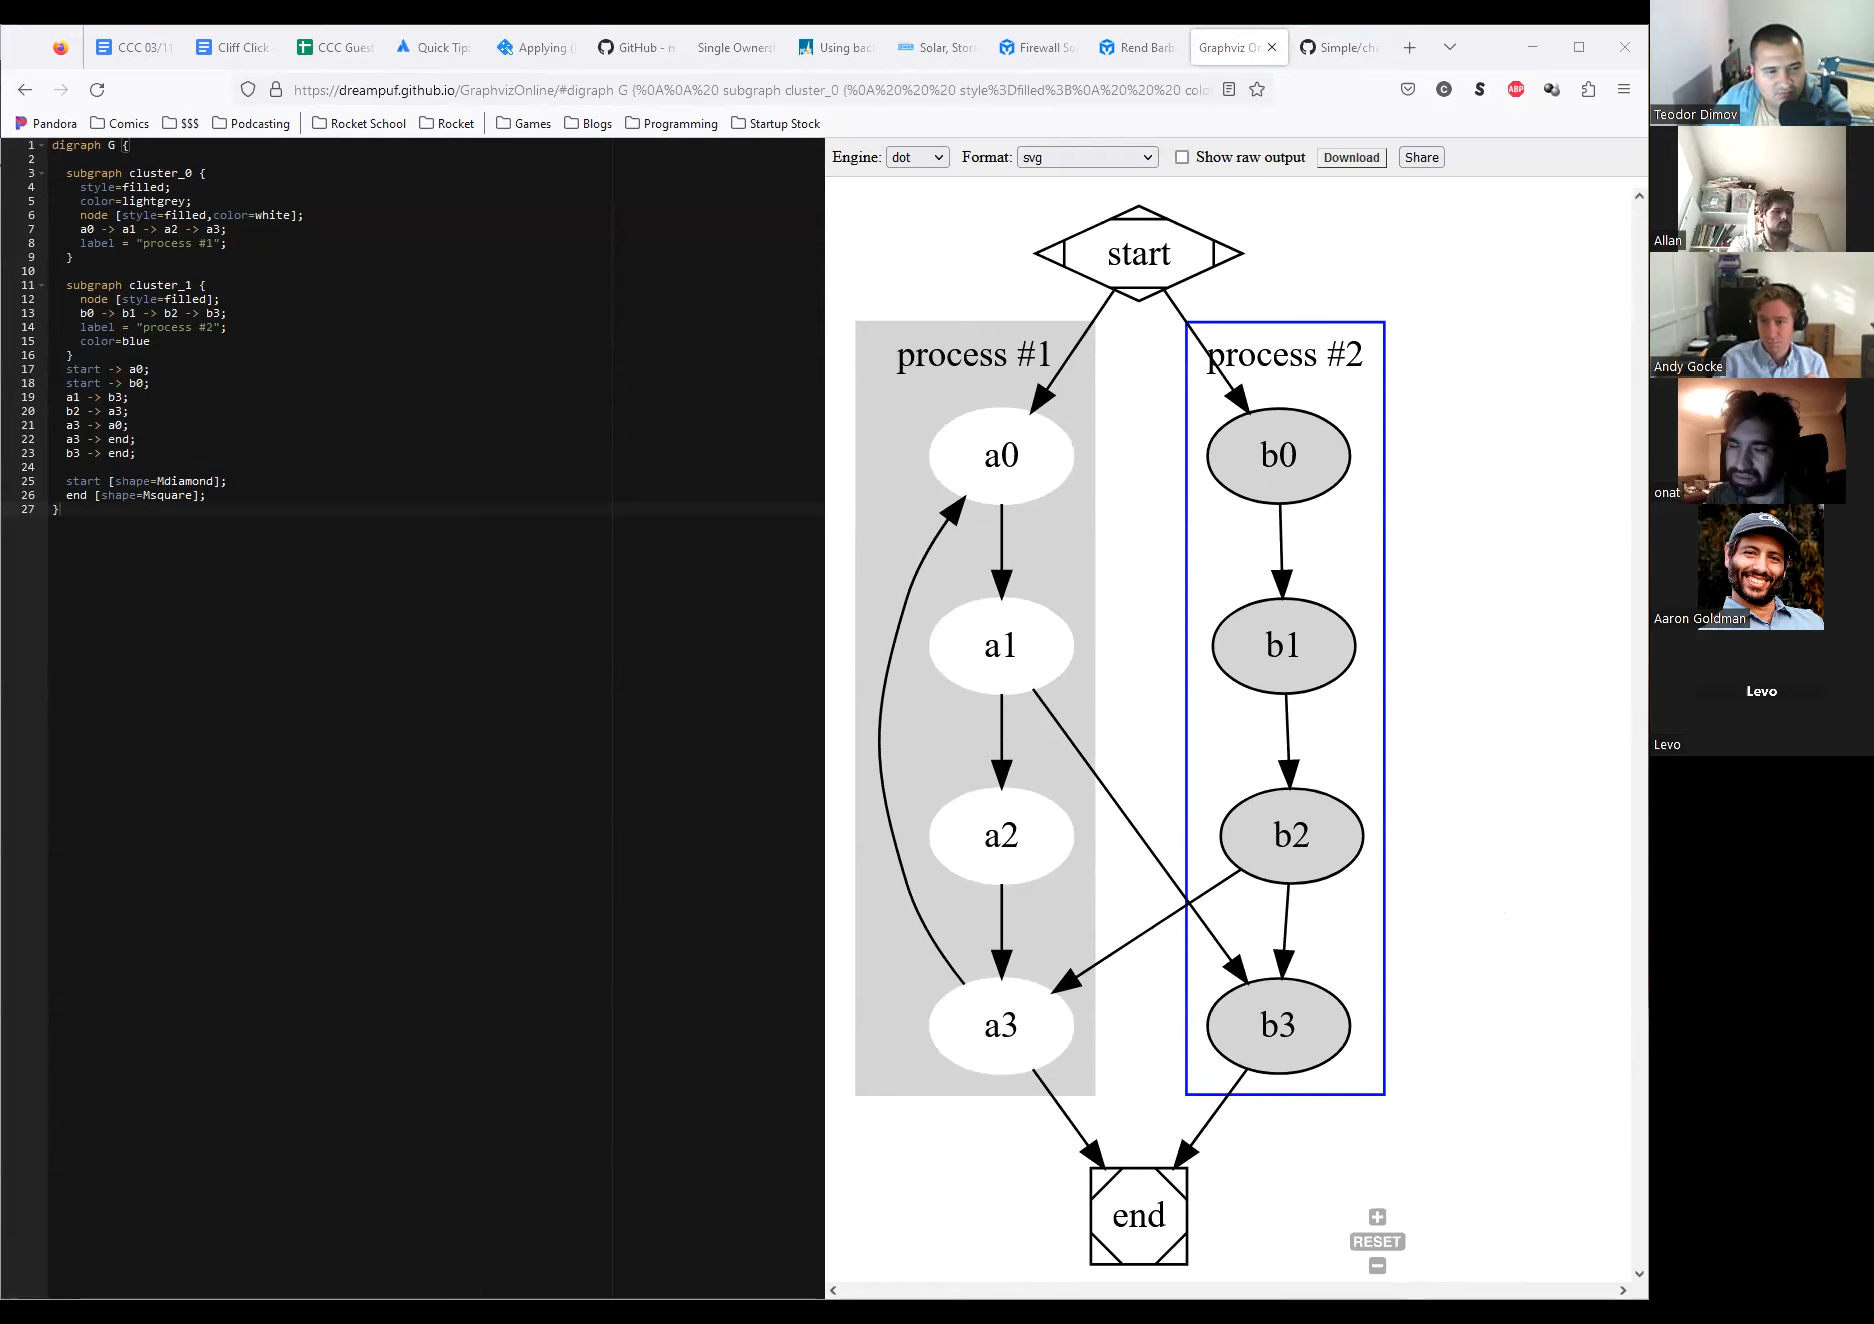 CCC 03/11
Cliff Click
CCC Guest
Quick Tip:
Applying (
GitHub - n
Single Owners
Using bac
Solar, Stor
Firewall So
Rend Barb
Graphviz On
Simple/cha
https://dreampuf.github.io/GraphvizOnline/#digraph G {%0A%0A%20 subgraph cluster_0 {%0A%20%20%20 style%3Dfilled%3B%0A%20%20%20 colo
Pandora
Comics
$$$
Podcasting
Rocket School
Rocket
Games
Blogs
Programming
Startup Stock
1 digraph G {
2
3 subgraph cluster_0 {
4 style=filled;
5 color=lightgrey;
6 node [style=filled,color=white];
7 a0 -> a1 -> a2 -> a3;
8 label = "process #1";
9 }
10
11 subgraph cluster_1 {
12 node [style=filled];
13 b0 -> b1 -> b2 -> b3;
14 label = "process #2";
15 color=blue
16 }
17 start -> a0;
18 start -> b0;
19 a1 -> b3;
20 b2 -> a3;
21 a3 -> a0;
22 a3 -> end;
23 b3 -> end;
24
25 start [shape=Mdiamond];
26 end [shape=Msquare];
27 }
Engine: dot Format: svg Show raw output Download Share
start
process #1 process #2
a0 b0
a1 b1
a2 b2
a3 b3
end
RESET
Teodor Dimov
Allan
Andy Gocke
onat
Aaron Goldman
Levo
Levo
C
S
ABP